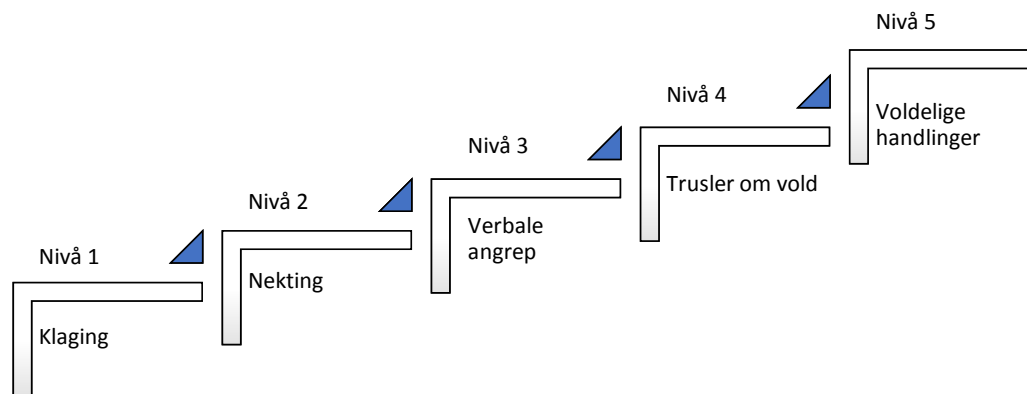 Nivå 1
Klaging
Nivå 2
Nekting
Nivå 3
Verbale
angrep
Nivå 4
Trusler om vold
Nivå 5
Voldelige
handlinger